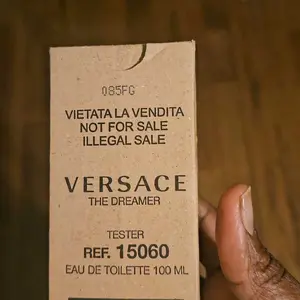 085FG
VIETATA LA VENDITA
NOT FOR SALE
ILLEGAL SALE
VERSACE
THE DREAMER
TESTER
REF. 15060
EAU DE TOILETTE 100 ML